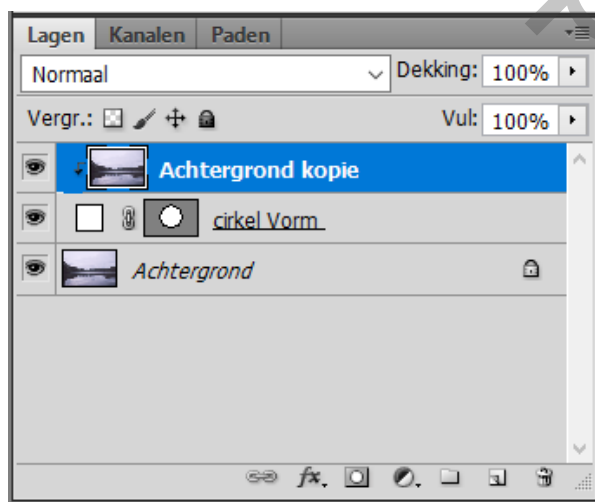 Lagen Kanalen Paden
Normaal Dekking: 100%
Vergr.: Vul: 100%
Achtergrond kopie
cirkel Vorm
Achtergrond
fx.